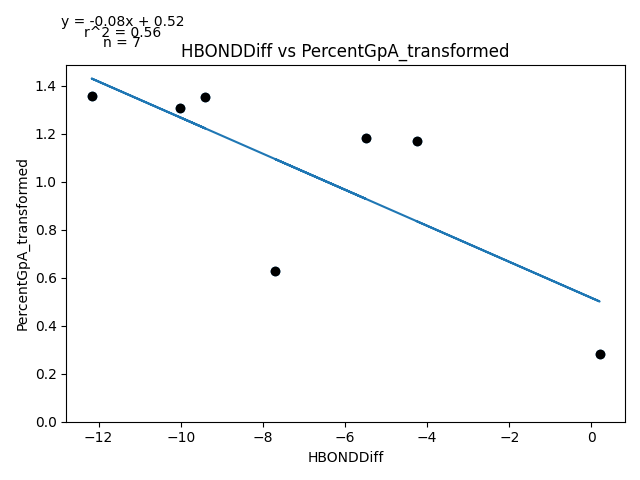 y = -0.08x + 0.52
r^2 = 0.56
n = 7
HBONDDiff vs PercentGpA_transformed
PercentGpA_transformed
1.4
1.2
1.0
0.8
0.6
0.4
0.2
0.0
−12
−10
−8
−6
−4
−2
0
HBONDDiff